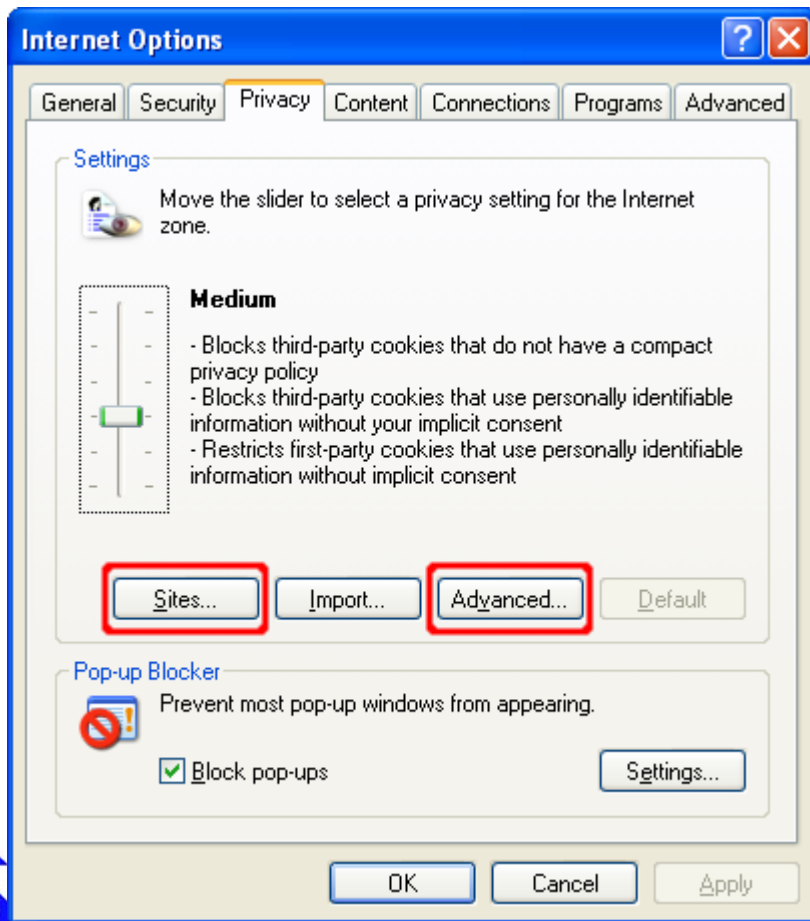 Internet Options
General Security Privacy Content Connections Programs Advanced
Settings
Move the slider to select a privacy setting for the Internet
zone.
Medium
- Blocks third-party cookies that do not have a compact
privacy policy
- Blocks third-party cookies that use personally identifiable
information without your implicit consent
- Restricts first-party cookies that use personally identifiable
information without implicit consent
Sites... Import... Advanced... Default
Pop-up Blocker
Prevent most pop-up windows from appearing.
Block pop-ups
Settings...
OK Cancel Apply